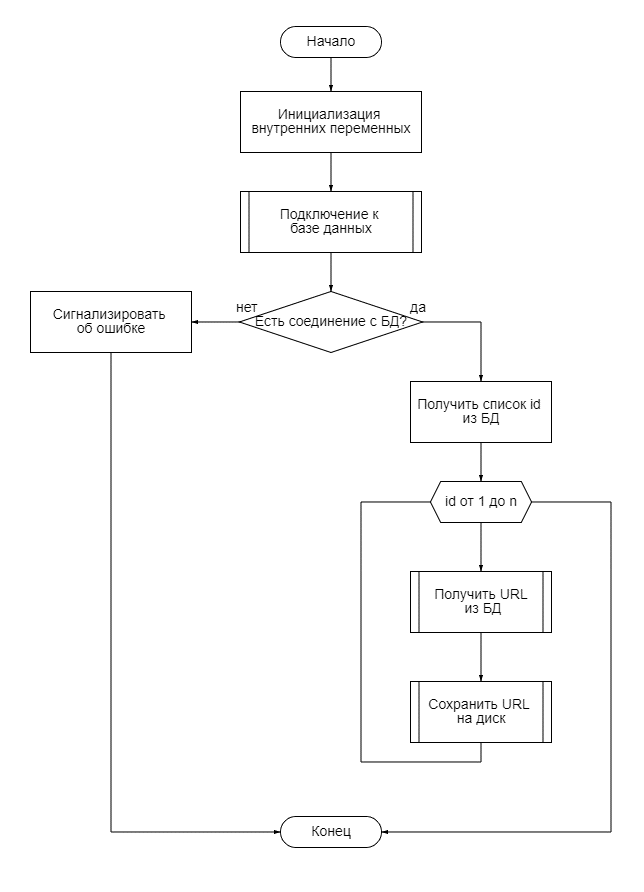 Начало
Инициализация
внутренних переменных
Подключение к
базе данных
нет
да
Есть соединение с БД?
Сигнализировать
об ошибке
Получить список id
из БД
id от 1 до n
Получить URL
из БД
Сохранить URL
на диск
Конец